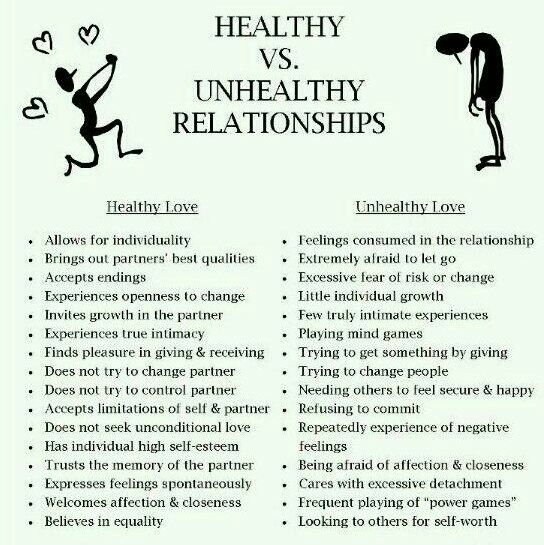 HEALTHY
VS.
UNHEALTHY
RELATIONSHIPS
Healthy Love
• Allows for individuality
• Brings out partners' best qualities
• Accepts endings
• Experiences openness to change
• Invites growth in the partner
• Experiences true intimacy
• Finds pleasure in giving & receiving
• Does not try to change partner
• Does not try to control partner
• Accepts limitations of self & partner
• Does not seek unconditional love
• Has individual high self-esteem
• Trusts the memory of the partner
• Expresses feelings spontaneously
• Welcomes affection & closeness
• Believes in equality
Unhealthy Love
• Feelings consumed in the relationship
• Extremely afraid to let go
• Excessive fear of risk or change
• Little individual growth
• Few truly intimate experiences
• Playing mind games
• Trying to get something by giving
• Trying to change people
• Needing others to feel secure & happy
• Refusing to commit
• Repeatedly experience of negative
feelings
• Being afraid of affection & closeness
• Cares with excessive detachment
• Frequent playing of “power games”
• Looking to others for self-worth